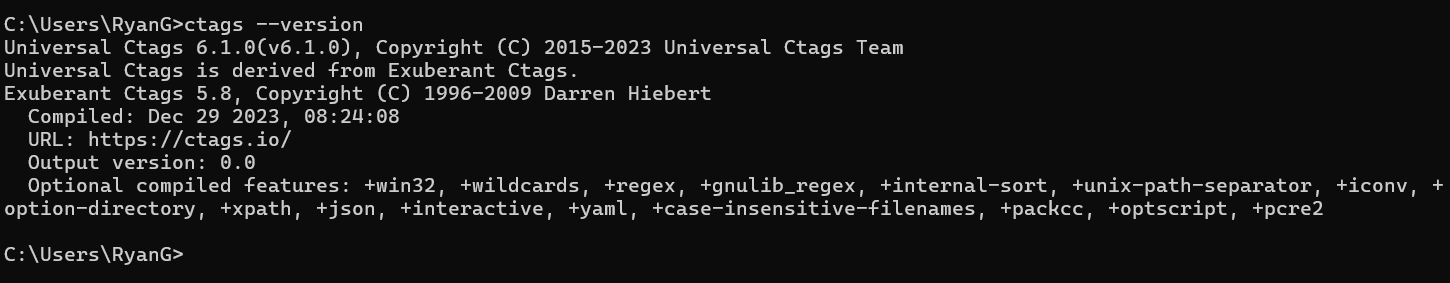 C:\Users\RyanG>ctags --version
Universal Ctags 6.1.0(v6.1.0), Copyright (C) 2015-2023 Universal Ctags Team
Universal Ctags is derived from Exuberant Ctags.
Exuberant Ctags 5.8, Copyright (C) 1996-2009 Darren Hiebert
  Compiled: Dec 29 2023, 08:24:08
  URL: https://ctags.io/
  Output version: 0.0
  Optional compiled features: +win32, +wildcards, +regex, +gnulib_regex, +internal-sort, +unix-path-separator, +iconv, +
option-directory, +xpath, +json, +interactive, +yaml, +case-insensitive-filenames, +packcc, +optscript, +pcre2
C:\Users\RyanG>